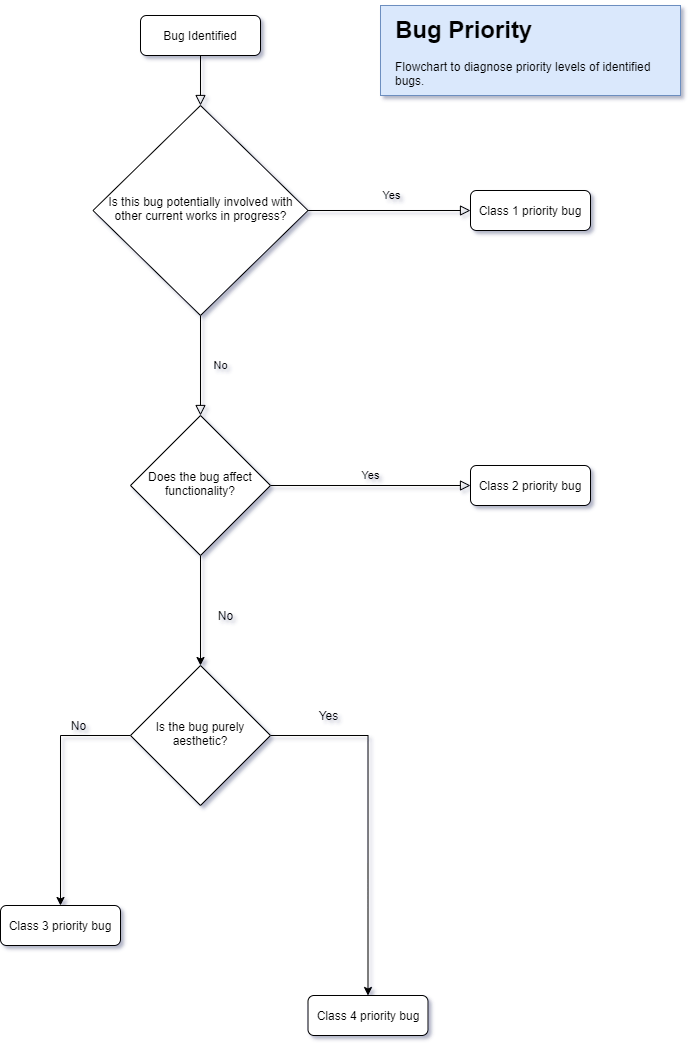 Bug Identified
Bug Priority
Flowchart to diagnose priority levels of identified
bugs.
Is this bug potentially involved with
other current works in progress?
Yes
Class 1 priority bug
No
Does the bug affect
functionality?
Yes
Class 2 priority bug
No
Is the bug purely
aesthetic?
No
Yes
Class 3 priority bug
Class 4 priority bug